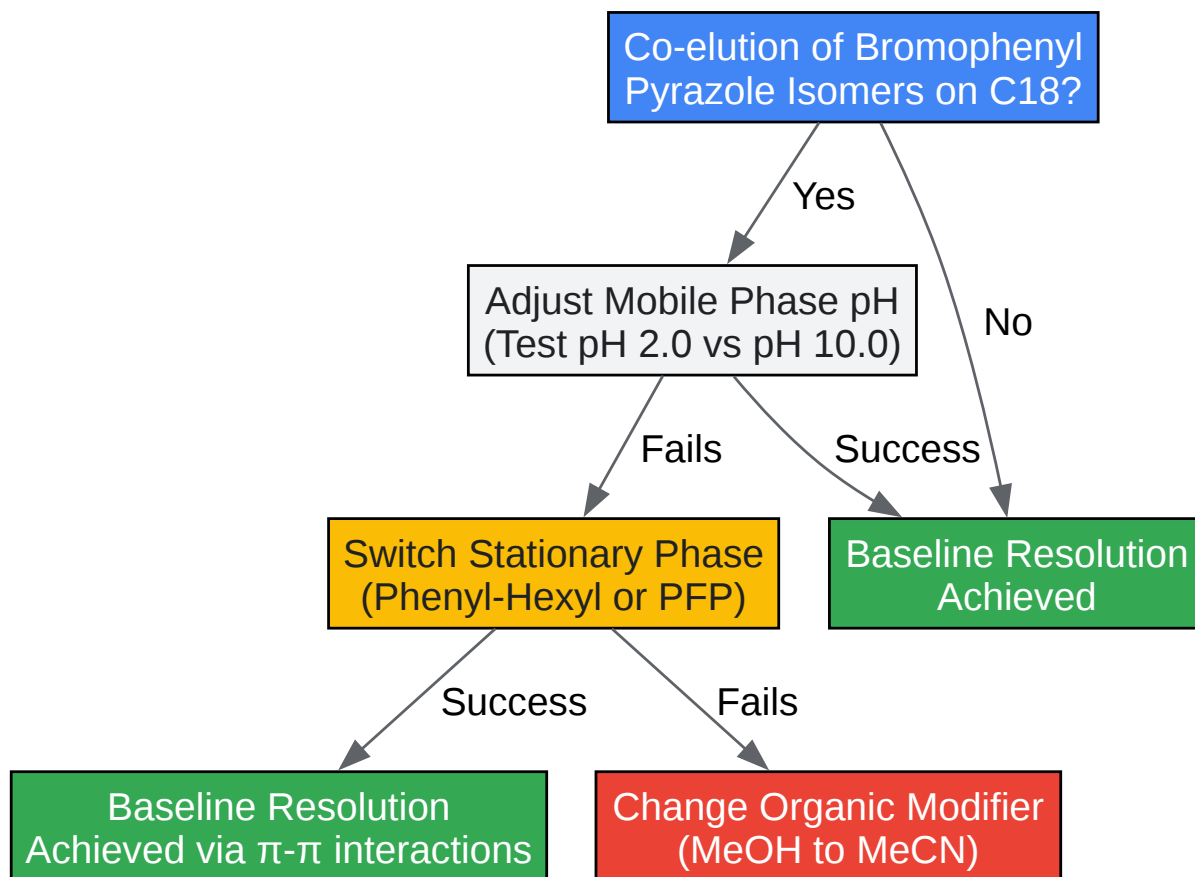 Co-elution of Bromophenyl
Pyrazole Isomers on C18?
Yes
Adjust Mobile Phase pH
(Test pH 2.0 vs pH 10.0)
No
Fails
Success
Switch Stationary Phase
(Phenyl-Hexyl or PFP)
Baseline Resolution
Achieved
Success
Fails
Baseline Resolution
Achieved via π-π interactions
Change Organic Modifier
(MeOH to MeCN)